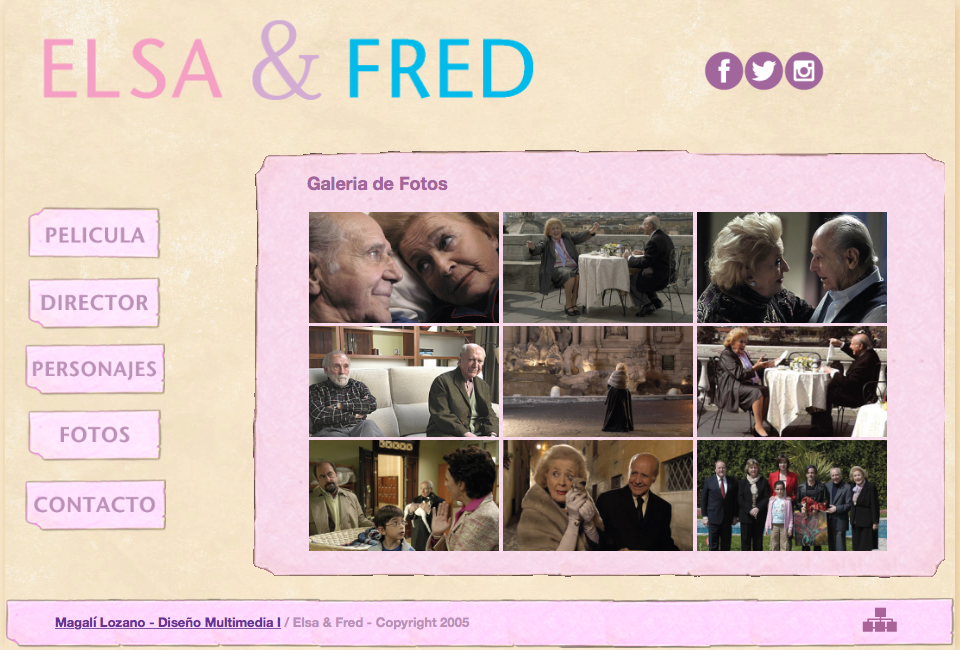 ELSA & FRED
Galeria de Fotos
PELICULA
DIRECTOR
PERSONAJES
FOTOS
CONTACTO
Magalí Lozano - Diseño Multimedia I / Elsa & Fred - Copyright 2005